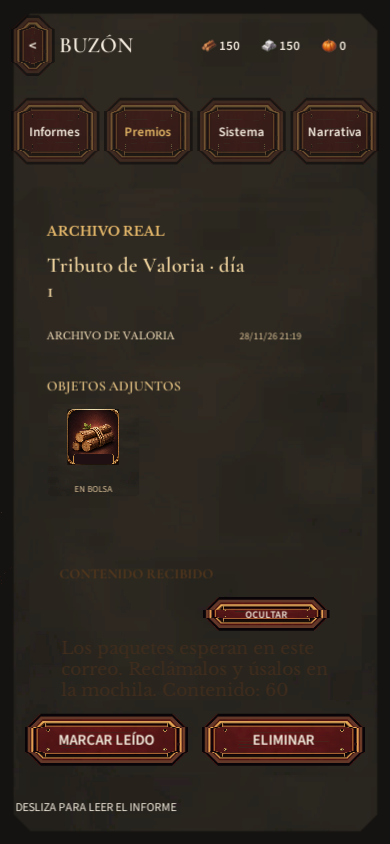 <
BUZÓN
150
150
0
Informes
Premios
Sistema
Narrativa
ARCHIVO REAL
Tributo de Valoria · día
1
ARCHIVO DE VALORIA
28/11/26 21:19
OBJETOS ADJUNTOS
EN BOLSA
CONTENIDO RECIBIDO
OCULTAR
Los paquetes esperan en este
correo. Reclámalos y úsalos en
la mochila. Contenido: 60
MARCAR LEÍDO
ELIMINAR
DESLIZA PARA LEER EL INFORME